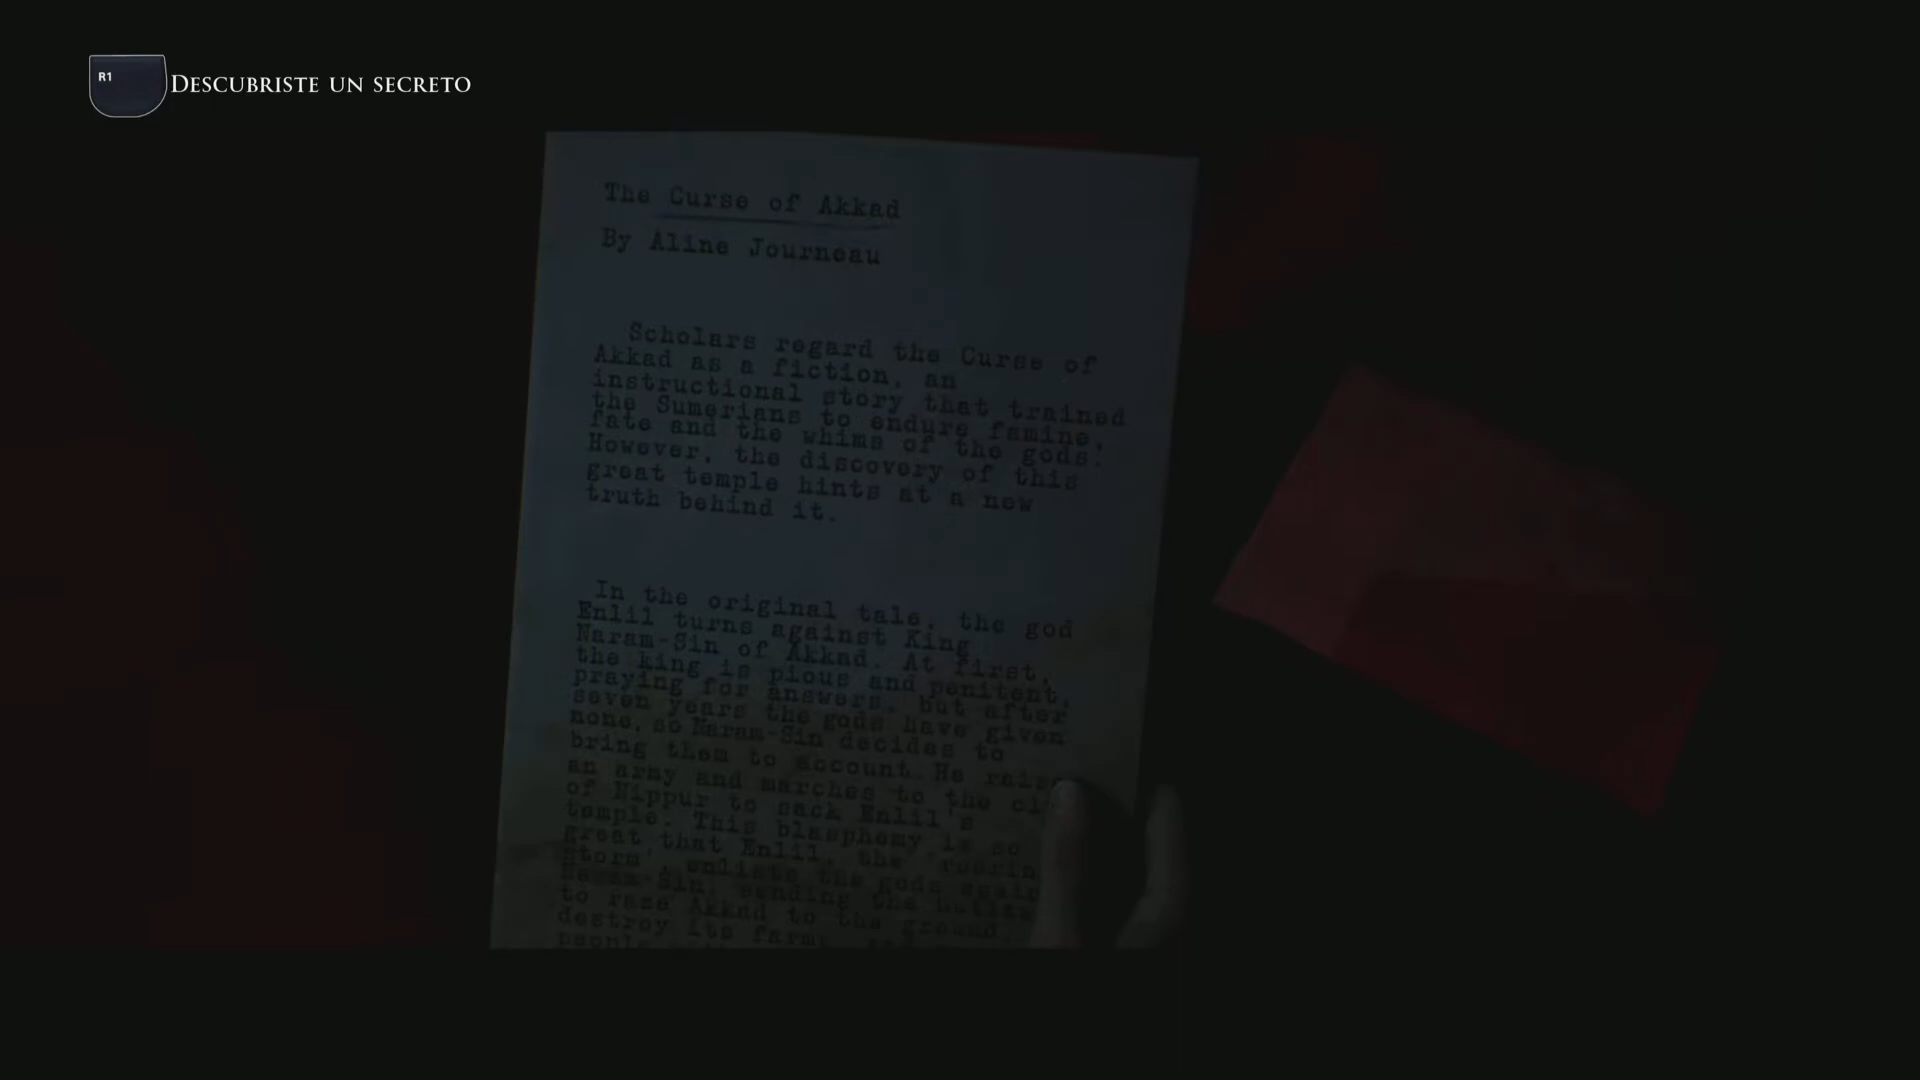 R1
DESCUBRISTE UN SECRETO
The Curse of Akkad
By Aline Journeau
Scholars regard the Curse of
Akkad as a fiction, an
instructional story that trained
the Sumerians to endure famine,
fate and the whims of the gods.
However, the discovery of this
great temple hints at a new
truth behind it.
In the original tale, the god
Enlil turns against King
Naram-Sin of Akkad. At first,
the king is pious and penitent,
praying for answers, but after
seven years the gods have given
none, so Naram-Sin decides to
bring them to account. He raise
an army and marches to the ci
of Nippur to sack Enlil's
temple. This blasphemy is so
great that Enlil, the 'roarin
storm', enlists the gods again
Naram-Sin, sending the
to raze Akkad to the ground,
destroy its farms
people